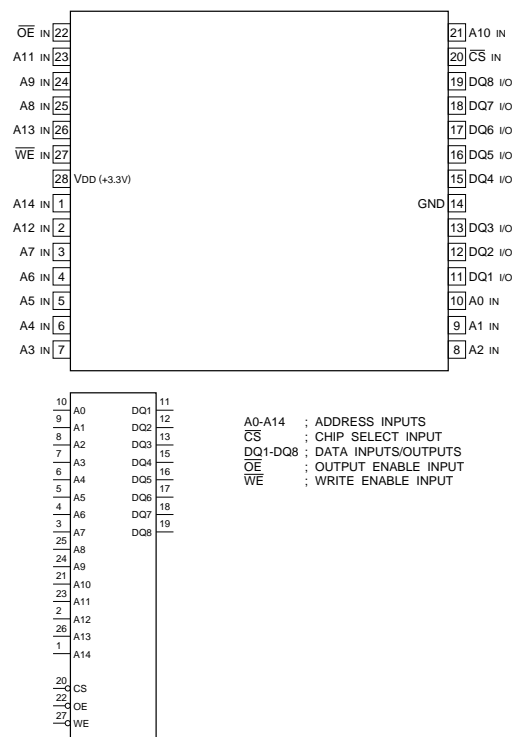 OE IN 22
A11 IN 23
A9 IN 24
A8 IN 25
A13 IN 26
WE IN 27
28 VDD (+3.3V)
A14 IN 1
A12 IN 2
A7 IN 3
A6 IN 4
A5 IN 5
A4 IN 6
A3 IN 7
21 A10 IN
20 CS IN
19 DQ8 I/O
18 DQ7 I/O
17 DQ6 I/O
16 DQ5 I/O
15 DQ4 I/O
GND 14
13 DQ3 I/O
12 DQ2 I/O
11 DQ1 I/O
10 A0 IN
9 A1 IN
8 A2 IN
10 A0
9 A1
8 A2
7 A3
6 A4
5 A5
4 A6
3 A7
25 A8
24 A9
21 A10
23 A11
2 A12
26 A13
1 A14
20 CS
22 OE
27 WE
DQ1 11
DQ2 12
DQ3 13
DQ4 15
DQ5 16
DQ6 17
DQ7 18
DQ8 19
A0-A14 ; ADDRESS INPUTS
CS ; CHIP SELECT INPUT
DQ1-DQ8 ; DATA INPUTS/OUTPUTS
OE ; OUTPUT ENABLE INPUT
WE ; WRITE ENABLE INPUT